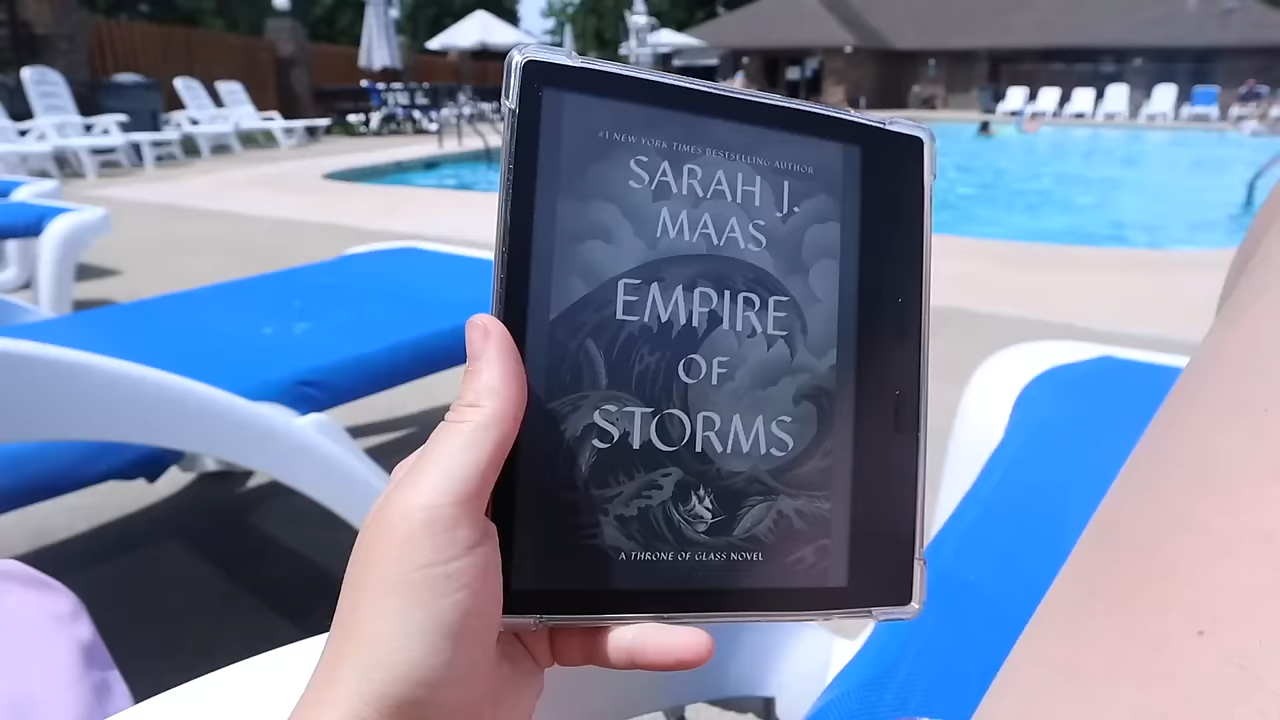 #1 NEW YORK TIMES BESTSELLING AUTHOR
SARAH J.
MAAS
EMPIRE
OF
STORMS
A THRONE OF GLASS NOVEL